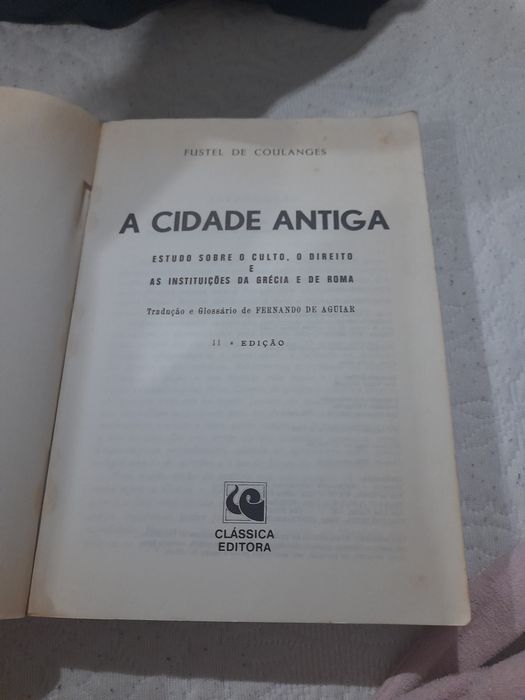 FUSTEL DE COULANGES
A CIDADE ANTIGA
ESTUDO SOBRE O CULTO, O DIREITO
E
AS INSTITUIÇÕES DA GRÉCIA E DE ROMA
Tradução e Glossário de FERNANDO DE AGUIAR
11 ª EDIÇÃO
CLÁSSICA
EDITORA